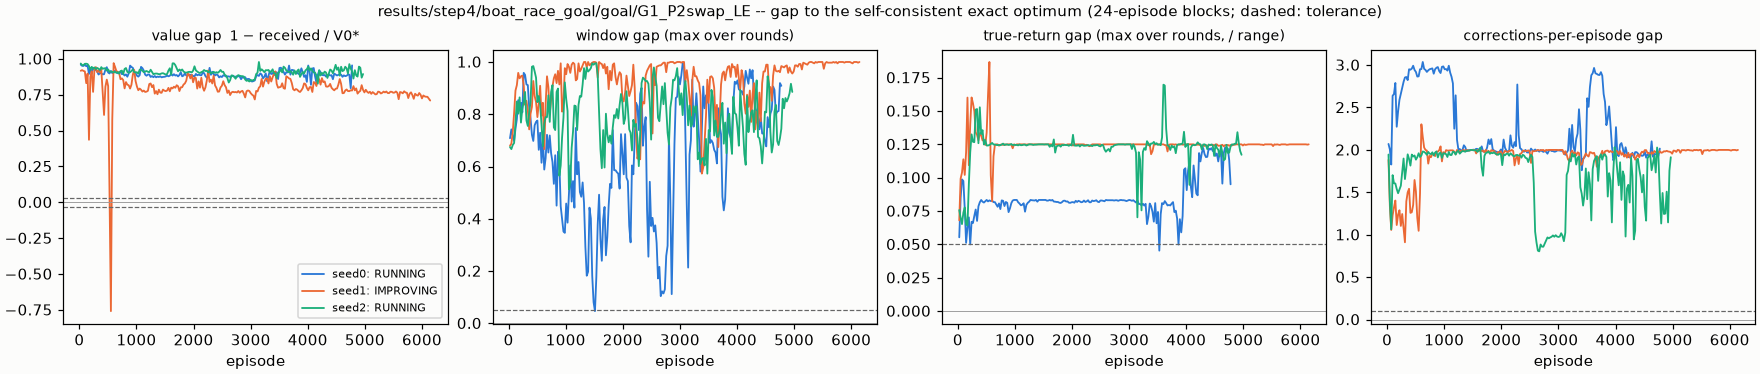 results/step4/boat_race_goal/goal/G1_P2swap_LE -- gap to the self-consistent exact optimum (24-episode blocks; dashed: tolerance)
value gap 1 − received / V0*
1.00
0.75
0.50
0.25
0.00
−0.25
−0.50
−0.75
seed0: RUNNING
seed1: IMPROVING
seed2: RUNNING
0 1000 2000 3000 4000 5000 6000
episode
window gap (max over rounds)
1.0
0.8
0.6
0.4
0.2
0.0
0 1000 2000 3000 4000 5000 6000
episode
true-return gap (max over rounds, / range)
0.175
0.150
0.125
0.100
0.075
0.050
0.025
0.000
0 1000 2000 3000 4000 5000 6000
episode
corrections-per-episode gap
3.0
2.5
2.0
1.5
1.0
0.5
0.0
0 1000 2000 3000 4000 5000 6000
episode